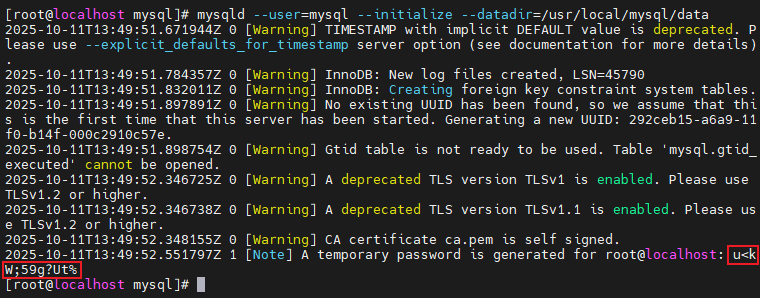 [root@localhost mysql]# mysqld --user=mysql --initialize --datadir=/usr/local/mysql/data
2025-10-11T13:49:51.671944Z 0 [Warning] TIMESTAMP with implicit DEFAULT value is deprecated. P
lease use --explicit_defaults_for_timestamp server option (see documentation for more details)
.
2025-10-11T13:49:51.784357Z 0 [Warning] InnoDB: New log files created, LSN=45790
2025-10-11T13:49:51.832011Z 0 [Warning] InnoDB: Creating foreign key constraint system tables.
2025-10-11T13:49:51.897891Z 0 [Warning] No existing UUID has been found, so we assume that thi
s is the first time that this server has been started. Generating a new UUID: 292ceb15-a6a9-11
f0-b14f-000c2910c57e.
2025-10-11T13:49:51.898754Z 0 [Warning] Gtid table is not ready to be used. Table 'mysql.gtid_
executed' cannot be opened.
2025-10-11T13:49:52.346725Z 0 [Warning] A deprecated TLS version TLSv1 is enabled. Please use
TLSv1.2 or higher.
2025-10-11T13:49:52.346738Z 0 [Warning] A deprecated TLS version TLSv1.1 is enabled. Please us
e TLSv1.2 or higher.
2025-10-11T13:49:52.348155Z 0 [Warning] CA certificate ca.pem is self signed.
2025-10-11T13:49:52.551797Z 1 [Note] A temporary password is generated for root@localhost: u<k
W;59g?Ut%
[root@localhost mysql]#